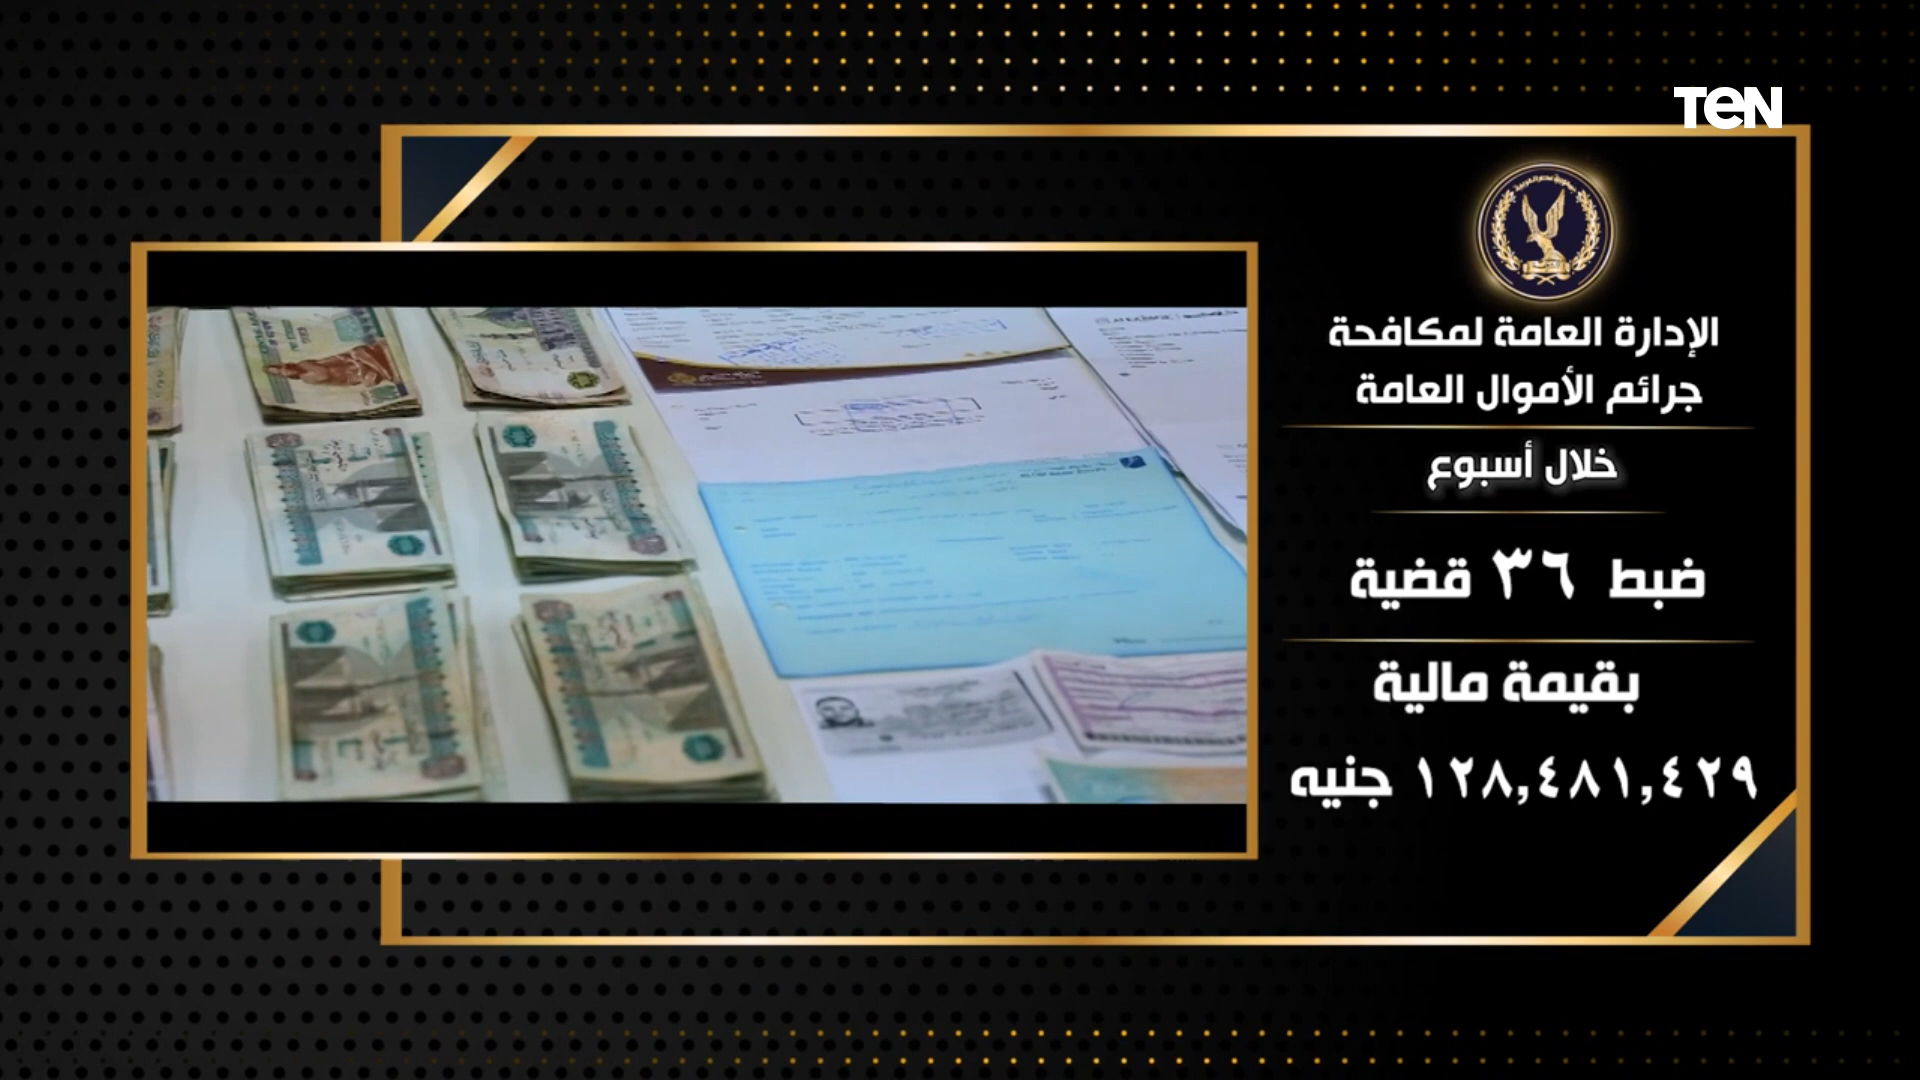 TeN
الإدارة العامة لمكافحة
جرائم الأموال العامة
خلال أسبوع
ضبط ٣٦ قضية
بقيمة مالية
١٢٨,٤٨١,٤٢٩ جنيه